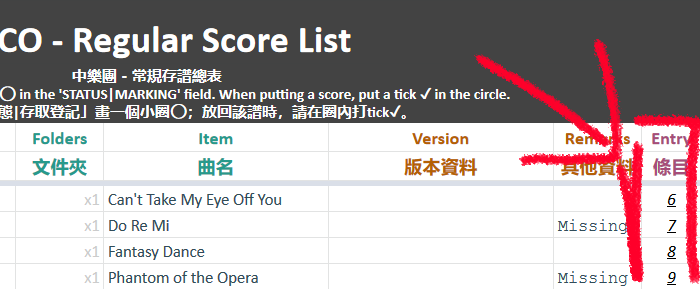 CO - Regular Score List
中樂團 - 常規存譜總表
◯ in the 'STATUS|MARKING' field. When putting a score, put a tick ✓ in the circle.
態|存取登記」畫一個小圈◯；放回該譜時，請在圈內打tick✓。
Folders Item Version Remarks Entry
文件夾 曲名 版本資料 其他資料 條目
x1 Can't Take My Eye Off You 6
x1 Do Re Mi Missing 7
x1 Fantasy Dance 8
x1 Phantom of the Opera Missing 9